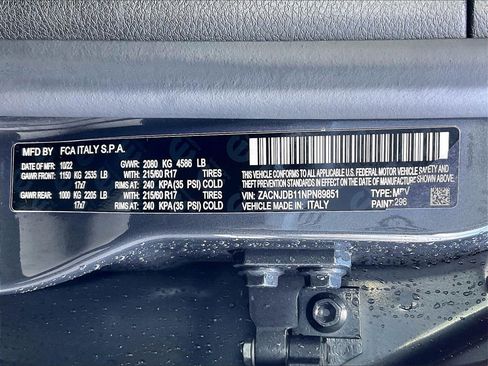 MFD BY FCA ITALY S.P.A.
DATE OF MFR: 10/22 GVWR: 2080 KG 4586 LB
GAWR FRONT: 1150 KG 2535 LB TIRES 215/60 R17
17x7 RIMS AT: 240 KPA(35 PSI) COLD
GAWR REAR: 1000 KG 2205 LB TIRES 215/60 R17
17x7 RIMS AT: 240 KPA(35 PSI) COLD
THIS VEHICLE CONFORMS TO ALL APPLICABLE U.S. FEDERAL MOTOR VEHICLE SAFETY AND
THEFT PREVENTION STANDARDS IN EFFECT ON THE DATE OF MANUFACTURE SHOWN ABOVE.
VIN: ZACNJDB11NPN89851 TYPE: MPV
VEHICLE MADE IN: ITALY PAINT: 296